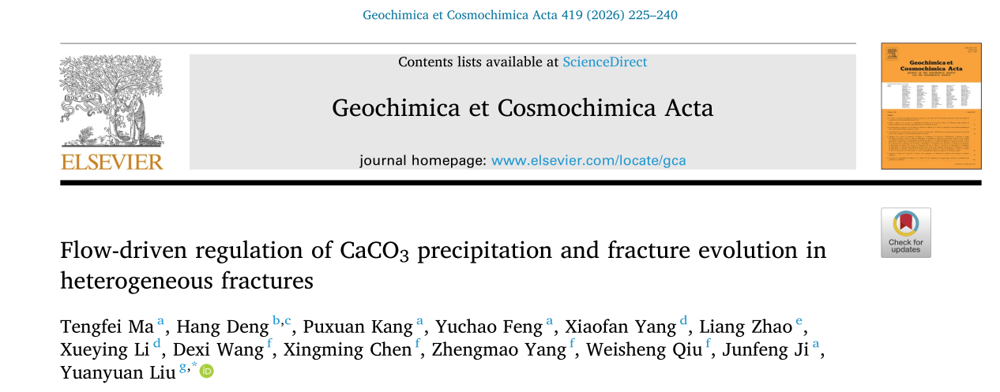 Geochimica et Cosmochimica Acta 419 (2026) 225–240
Contents lists available at ScienceDirect
Geochimica et Cosmochimica Acta
journal homepage: www.elsevier.com/locate/gca
ELSEVIER
Geochimica et
Cosmochimica Acta
Check for
updates
Flow-driven regulation of CaCO₃ precipitation and fracture evolution in
heterogeneous fractures
Tengfei Ma ᵃ, Hang Deng ᵇ,ᶜ, Puxuan Kang ᵃ, Yuchao Feng ᵃ, Xiaofan Yang ᵈ, Liang Zhao ᵉ,
Xueying Li ᵈ, Dexi Wang ᶠ, Xingming Chen ᶠ, Zhengmao Yang ᶠ, Weisheng Qiu ᶠ, Junfeng Ji ᵃ,
Yuanyuan Liu ᵍ,* iD